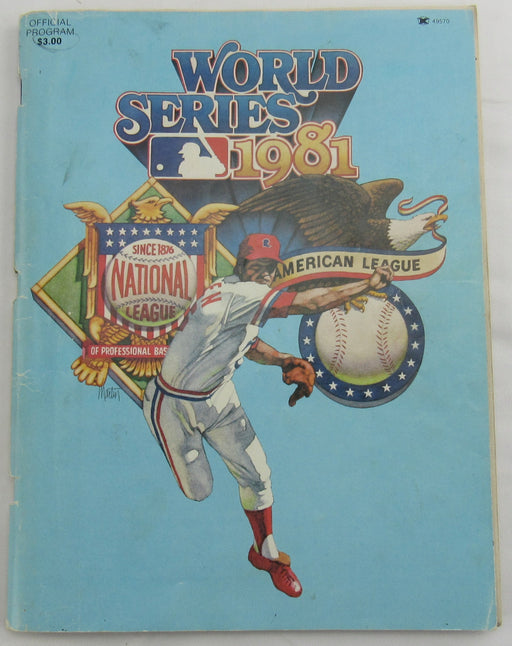 OFFICIAL
PROGRAM
$3.00
49570
WORLD
SERIES
1981
SINCE 1876
NATIONAL
LEAGUE
OF PROFESSIONAL BAS
AMERICAN LEAGUE
R